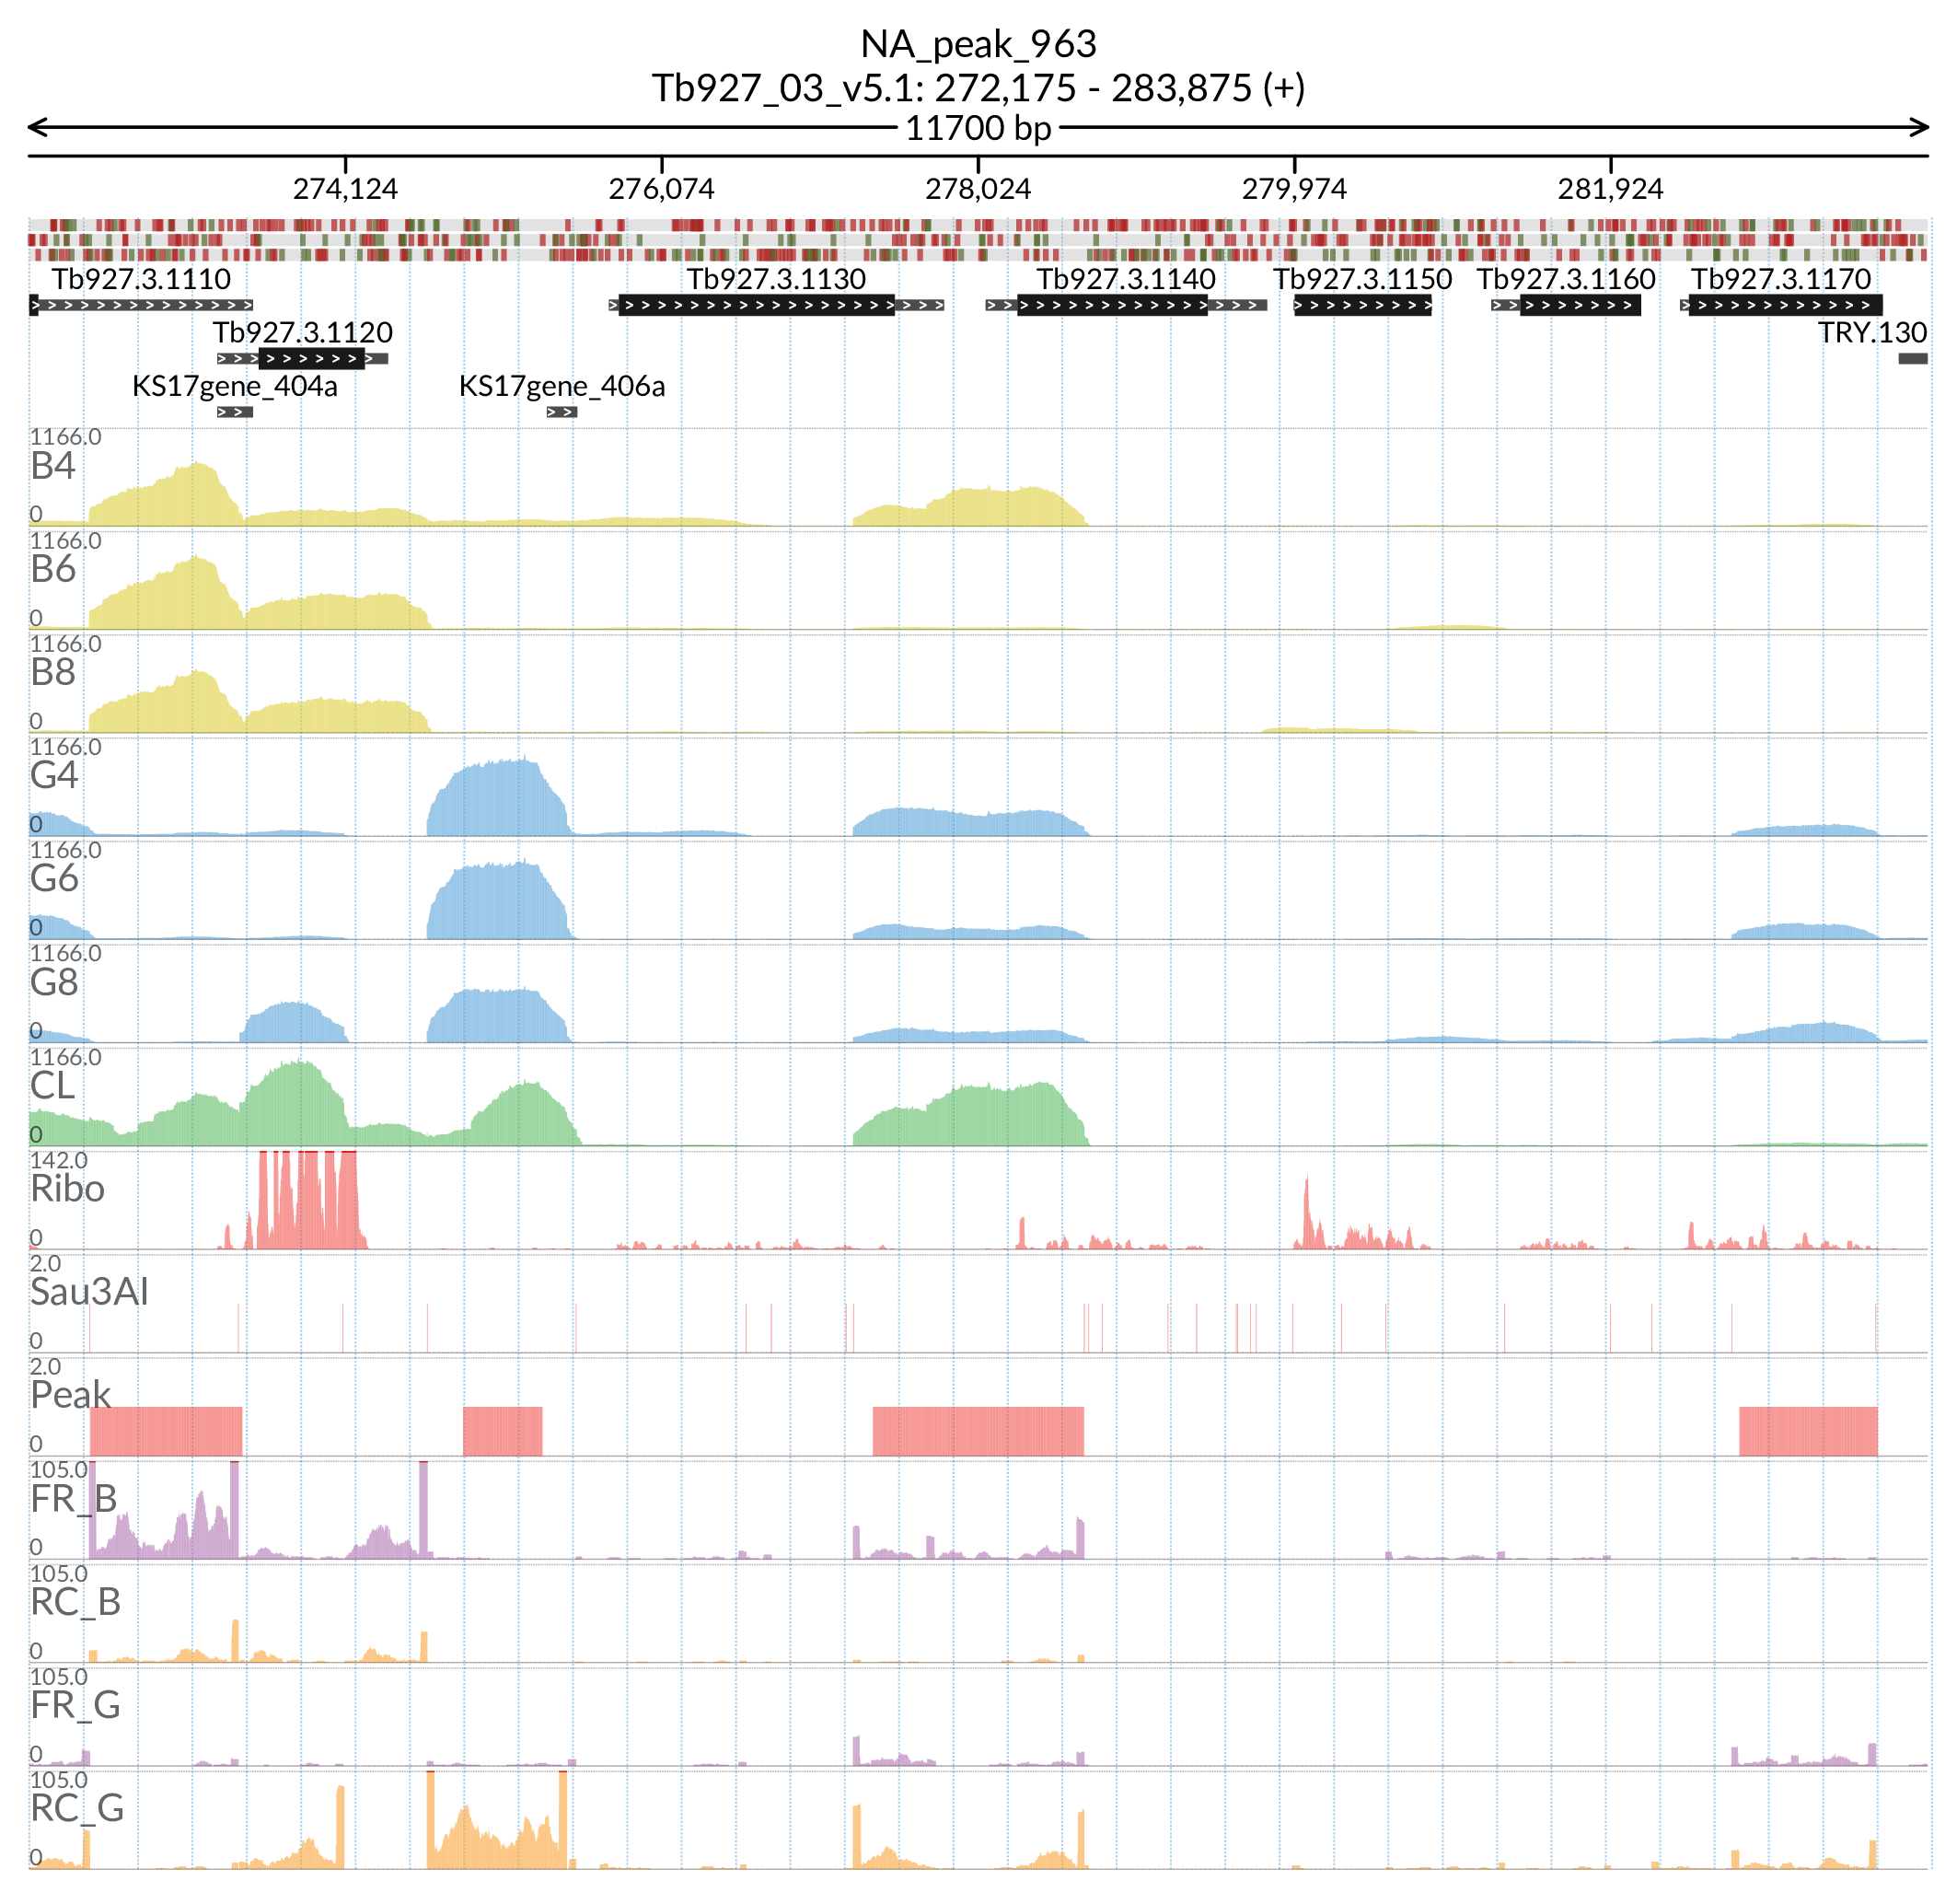 NA_peak_963
Tb927_03_v5.1: 272,175 - 283,875 (+)
11700 bp
274,124 276,074 278,024 279,974 281,924
Tb927.3.1110 Tb927.3.1130 Tb927.3.1140 Tb927.3.1150 Tb927.3.1160 Tb927.3.1170
Tb927.3.1120 TRY.130
KS17gene_404a KS17gene_406a
1166.0
B4
0
1166.0
B6
0
1166.0
B8
0
1166.0
G4
0
1166.0
G6
0
1166.0
G8
0
1166.0
CL
0
142.0
Ribo
0
2.0
Sau3AI
0
2.0
Peak
0
105.0
FR_B
0
105.0
RC_B
0
105.0
FR_G
0
105.0
RC_G
0